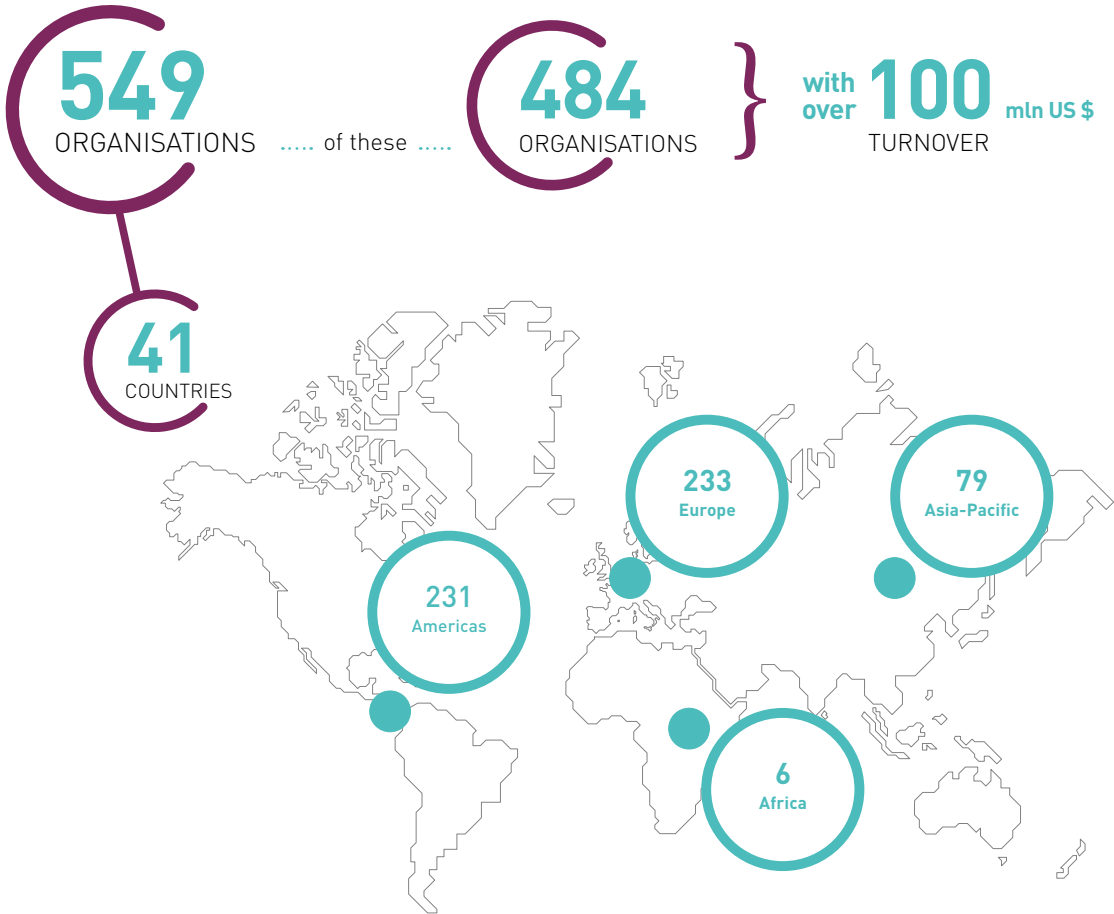 549
ORGANISATIONS
..... of these .....
484
ORGANISATIONS
}
with
over
100
mln US $
TURNOVER
41
COUNTRIES
233
Europe
79
Asia-Pacific
231
Americas
6
Africa